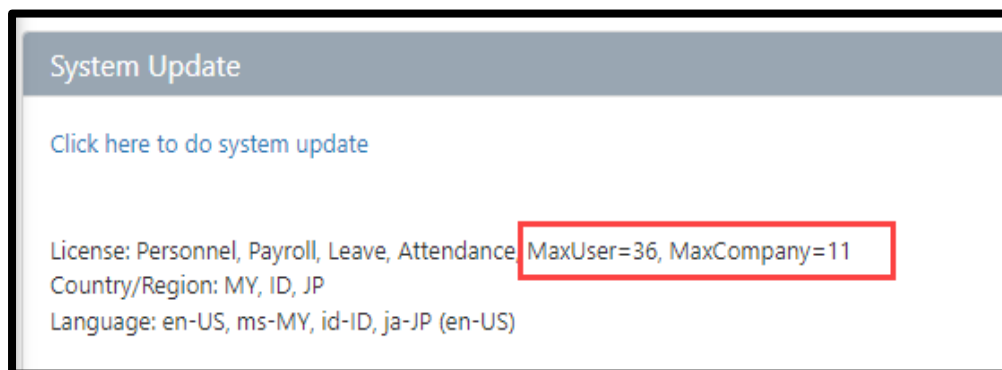 System Update
Click here to do system update
License: Personnel, Payroll, Leave, Attendance, MaxUser=36, MaxCompany=11
Country/Region: MY, ID, JP
Language: en-US, ms-MY, id-ID, ja-JP (en-US)